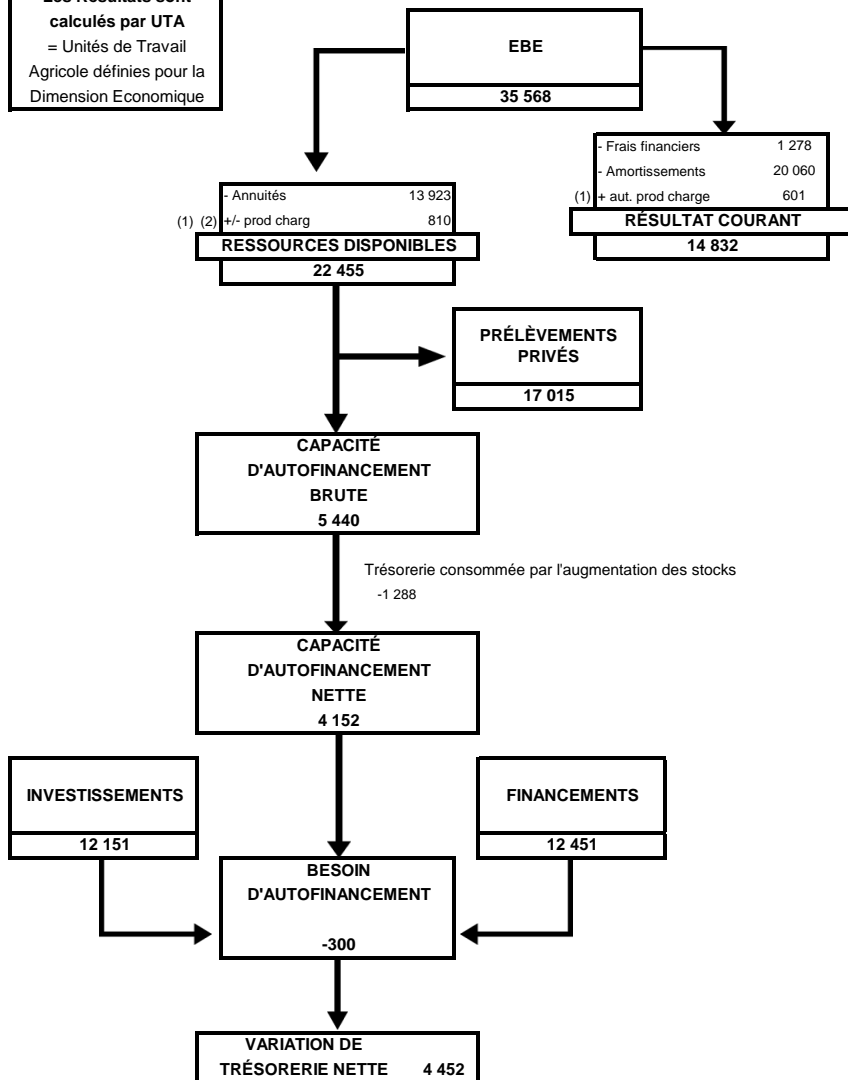 Les Résultats sont
calculés par UTA
= Unités de Travail
Agricole définies pour la
Dimension Economique
EBE
35 568
- Frais financiers 1 278
- Amortissements 20 060
(1) + aut. prod charge 601
RÉSULTAT COURANT
14 832
- Annuités 13 923
(1) (2) +/- prod charg 810
RESSOURCES DISPONIBLES
22 455
PRÉLÈVEMENTS
PRIVÉS
17 015
CAPACITÉ
D'AUTOFINANCEMENT
BRUTE
5 440
Trésorerie consommée par l'augmentation des stocks
-1 288
CAPACITÉ
D'AUTOFINANCEMENT
NETTE
4 152
INVESTISSEMENTS
12 151
FINANCEMENTS
12 451
BESOIN
D'AUTOFINANCEMENT
-300
VARIATION DE
TRÉSORERIE NETTE 4 452